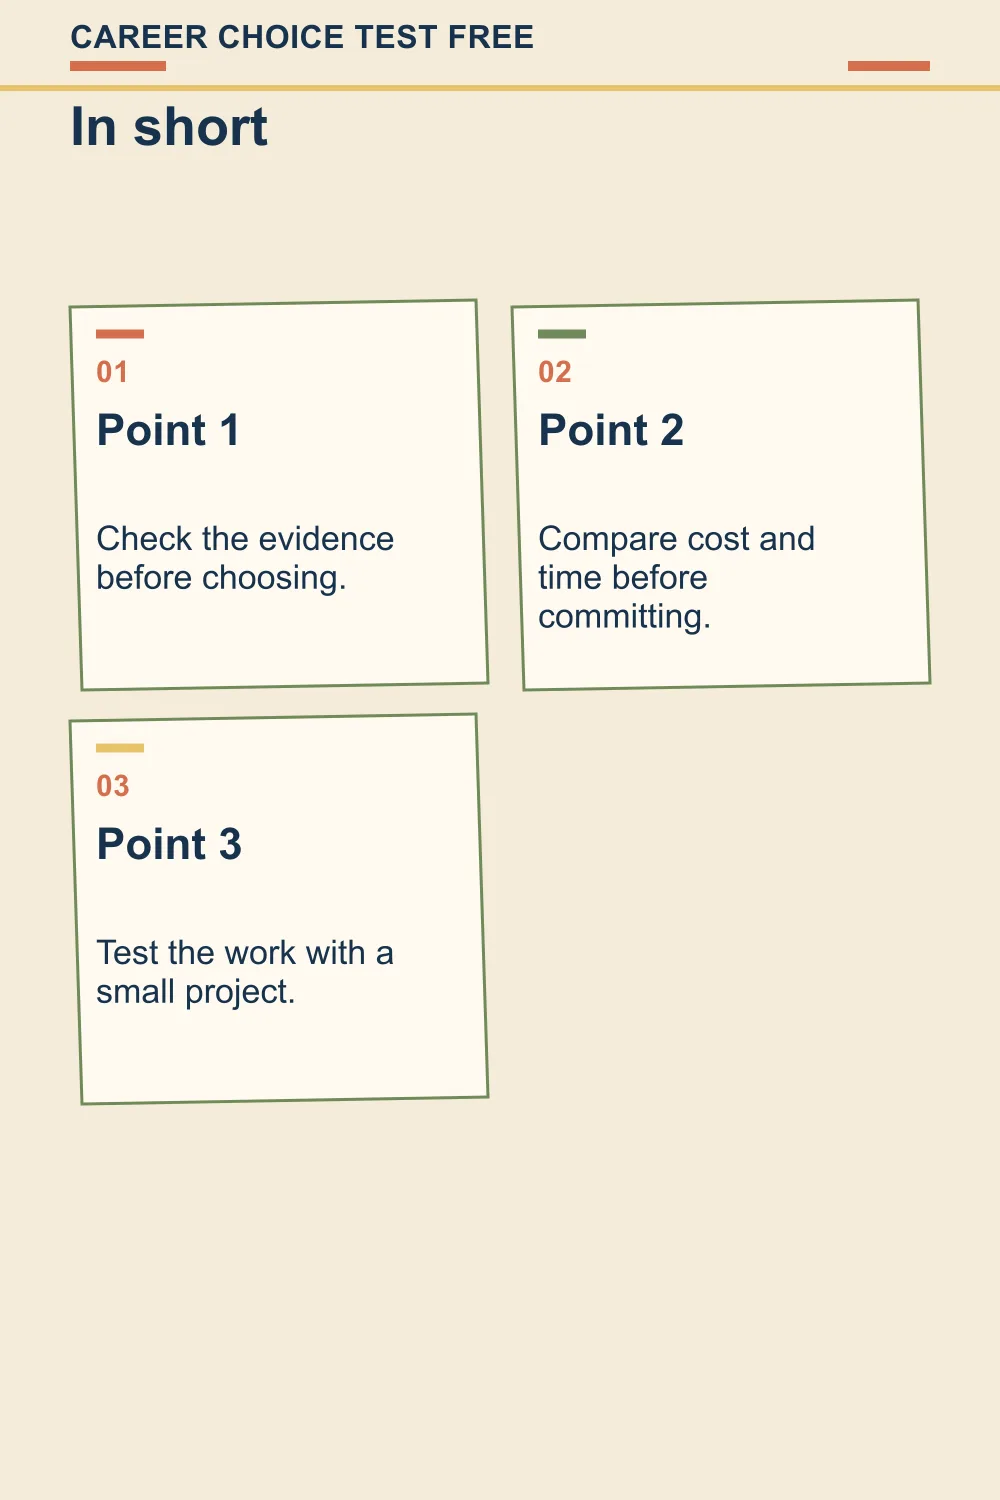 CAREER CHOICE TEST FREE
In short
01
Point 1
Check the evidence
before choosing.
02
Point 2
Compare cost and
time before
committing.
03
Point 3
Test the work with a
small project.